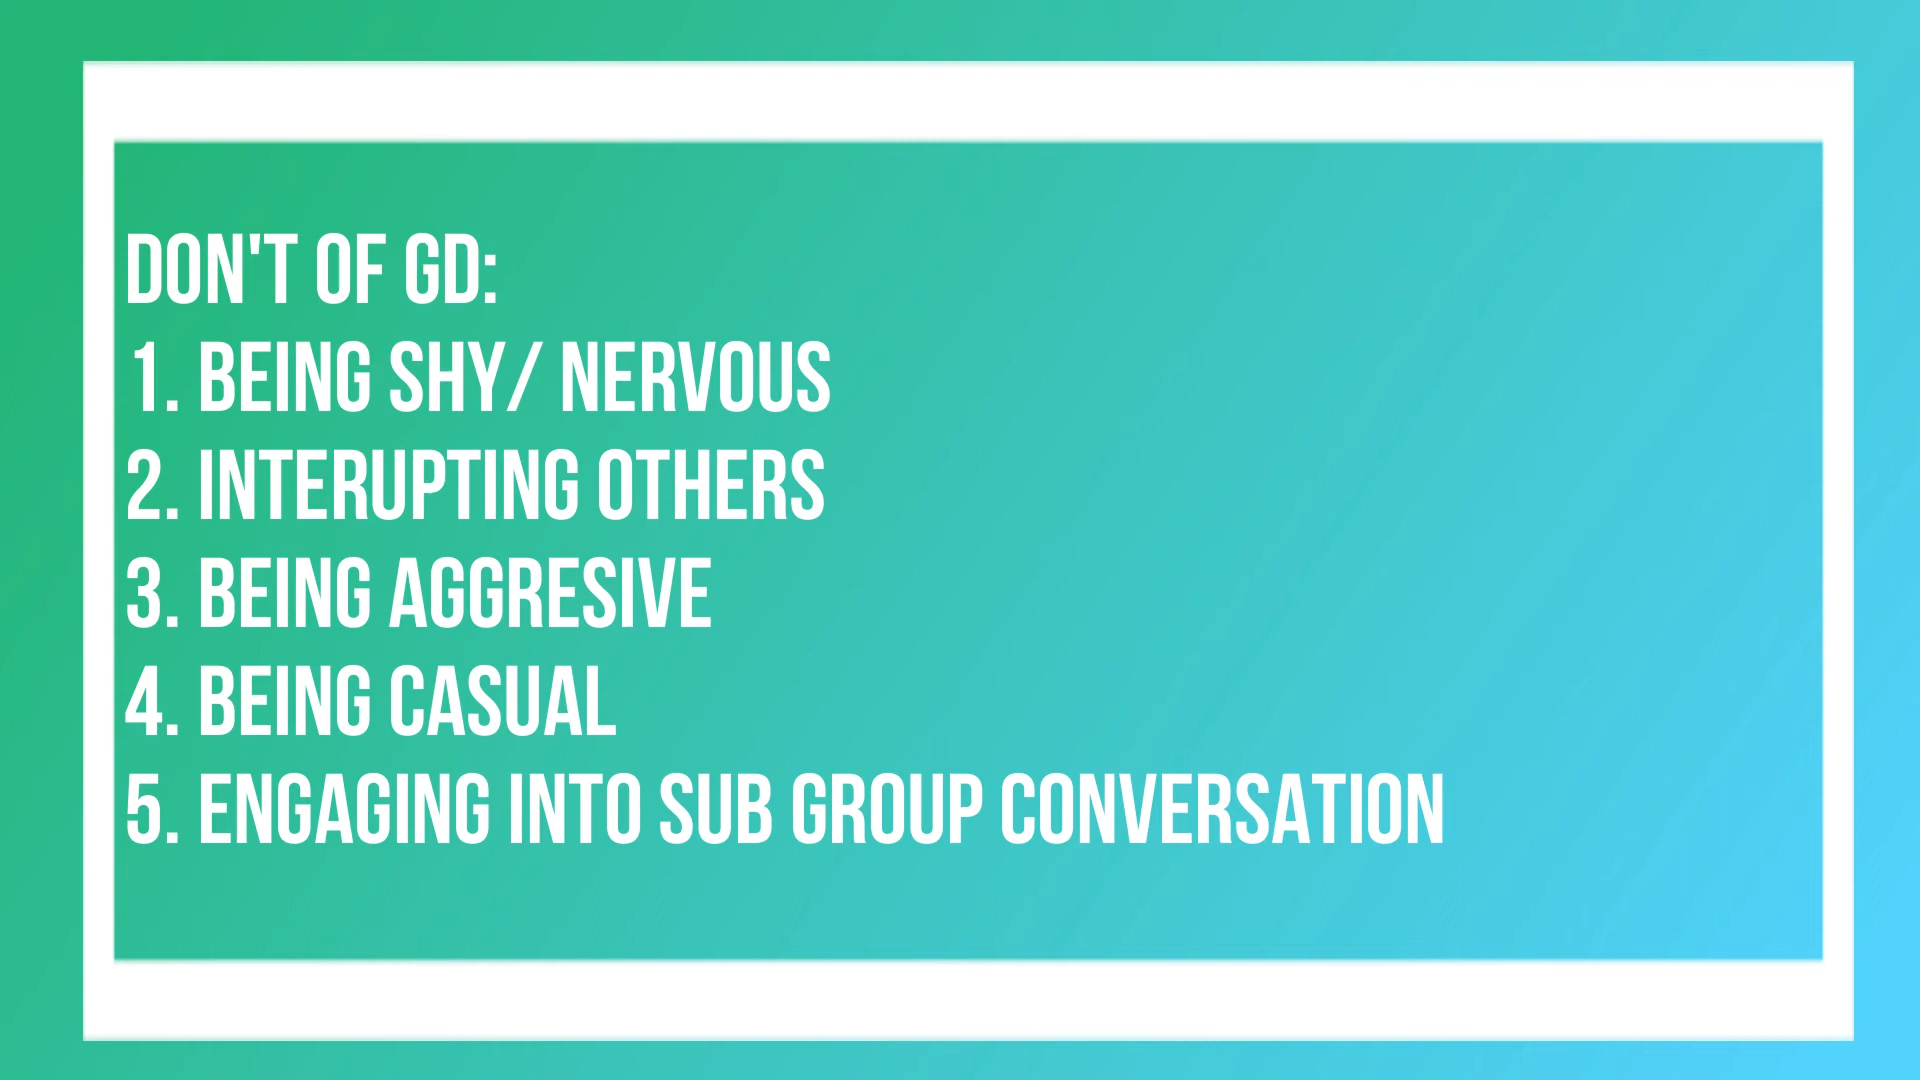 DON'T OF GD:
1. BEING SHY/ NERVOUS
2. INTERUPTING OTHERS
3. BEING AGGRESIVE
4. BEING CASUAL
5. ENGAGING INTO SUB GROUP CONVERSATION